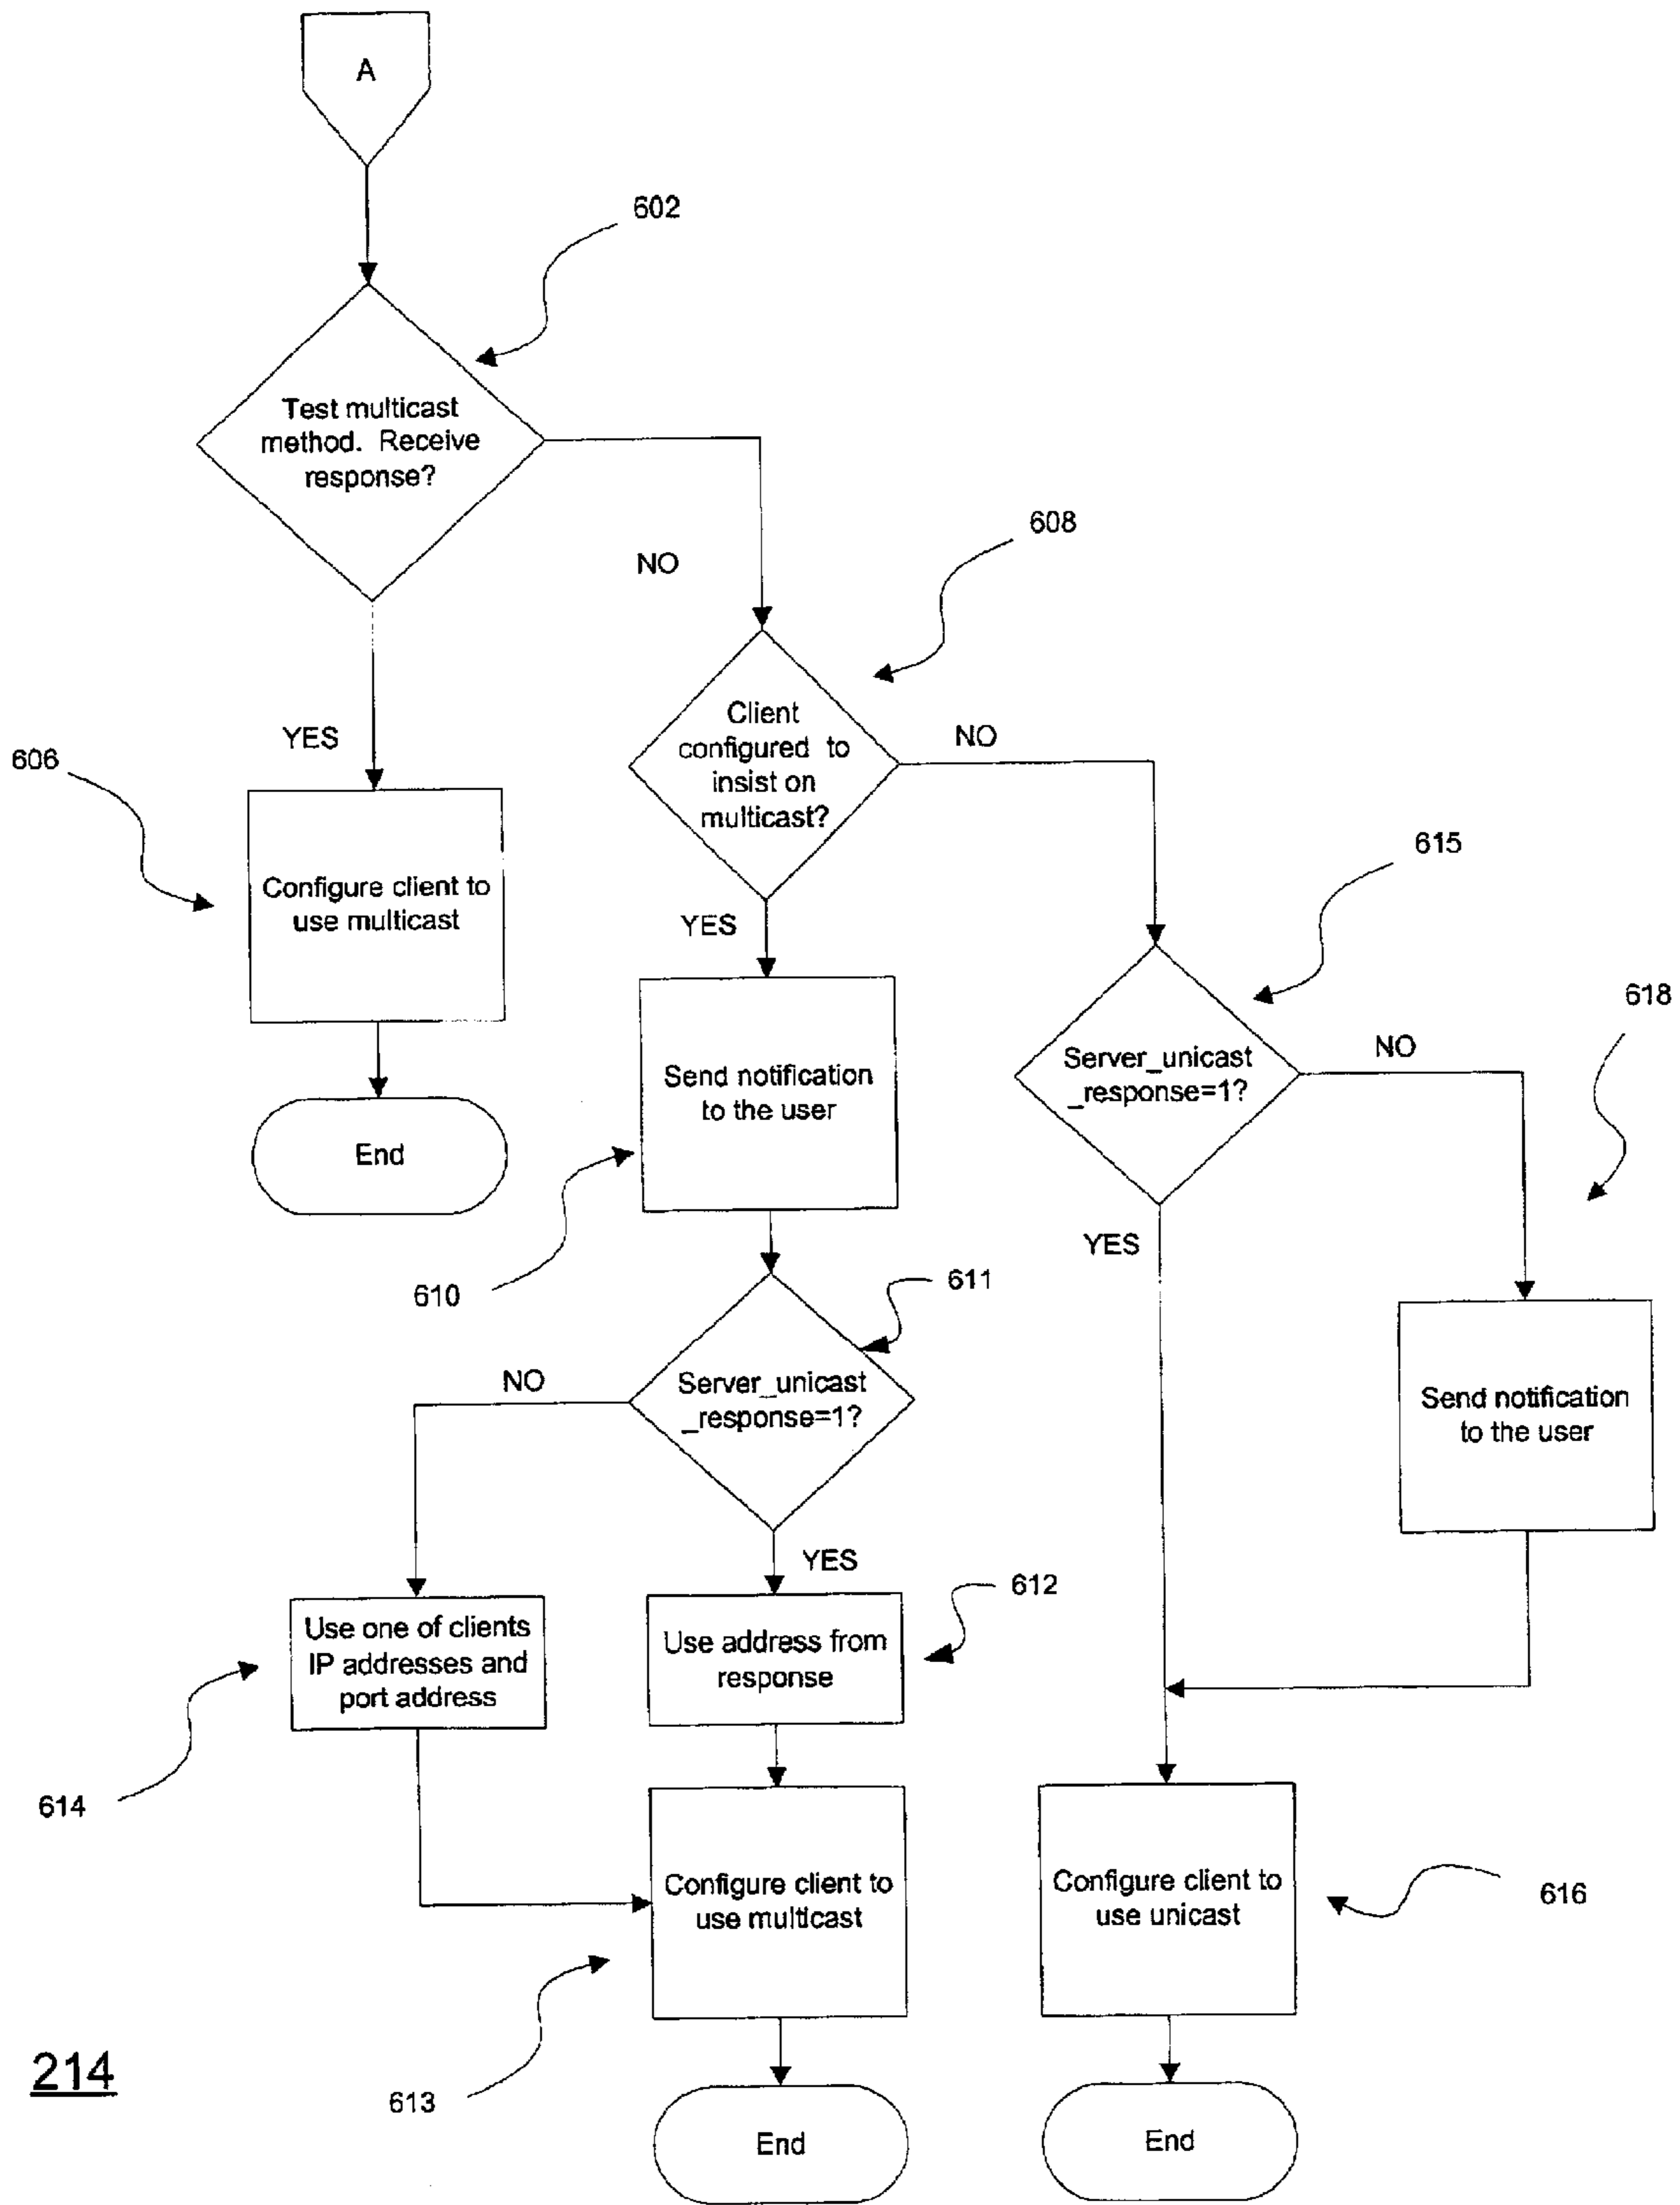 A
602
Test multicast
method. Receive
response?
NO
608
YES
606
Client
configured to
insist on
multicast?
NO
615
Configure client to
use multicast
YES
618
Send notification
to the user
Server_unicast
_response=1?
NO
End
YES
610
611
NO
Server_unicast
_response=1?
Send notification
to the user
YES
612
Use one of clients
IP addresses and
port address
Use address from
response
614
Configure client to
use multicast
Configure client to
use unicast
616
214
613
End
End